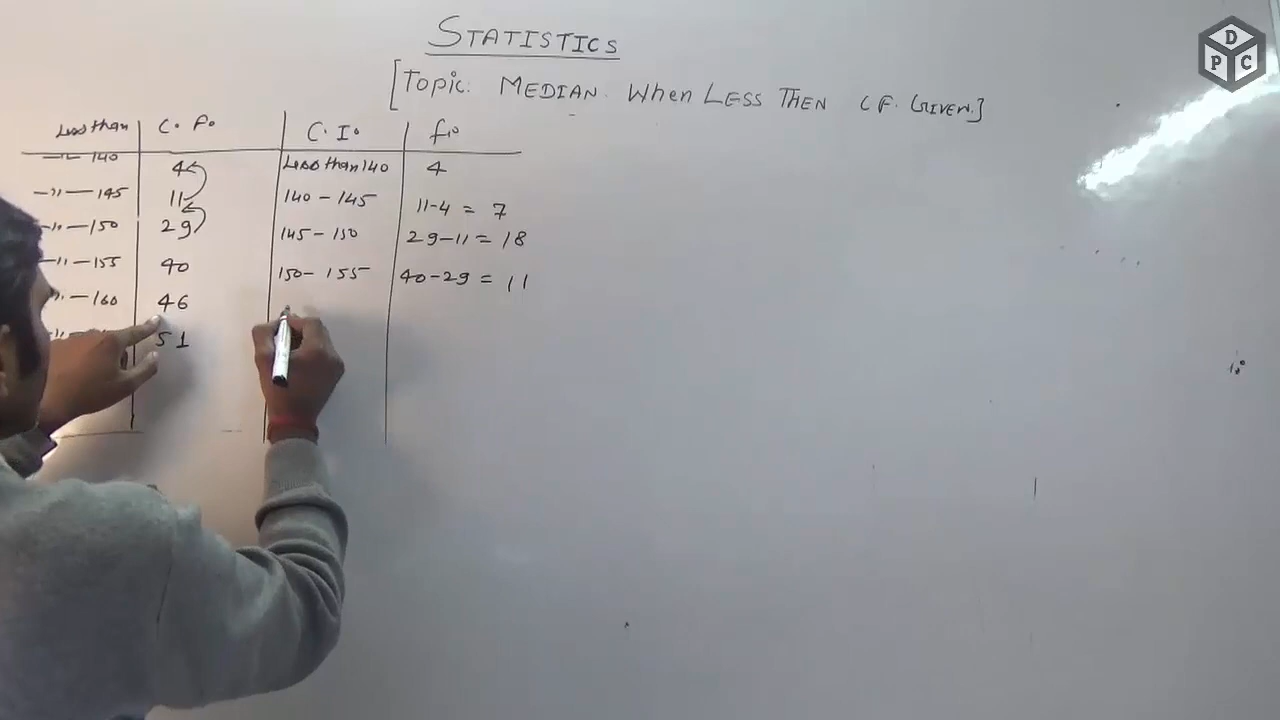 STATISTICS
[Topic: MEDIAN. When LESS THEN C F. GIVEN.]
Less than C. F. C. I. fi
—"— 140 4 Less than 140 4
—"— 145 11 140 - 145 11-4 = 7
—"— 150 29 145 - 150 29-11 = 18
—"— 155 40 150 - 155 40-29 = 11
"— 160 46
51
D
P C